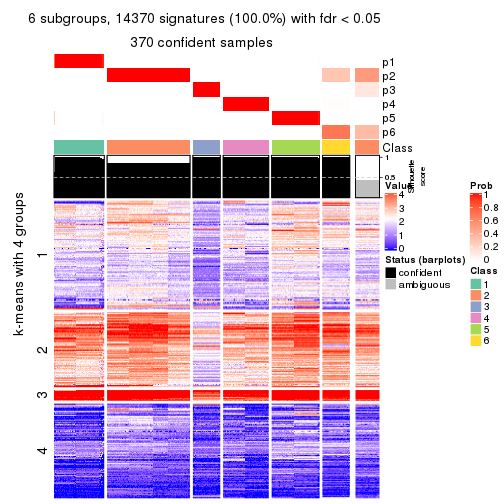 6 subgroups, 14370 signatures (100.0%) with fdr < 0.05
370 confident samples
p1
p2
p3
p4
p5
p6
Class
1
0.5
Silhouette
score
k-means with 4 groups
1
2
3
4
Value
4
3
2
1
0
Status (barplots)
confident
ambiguous
Prob
1
0.8
0.6
0.4
0.2
0
Class
1
2
3
4
5
6